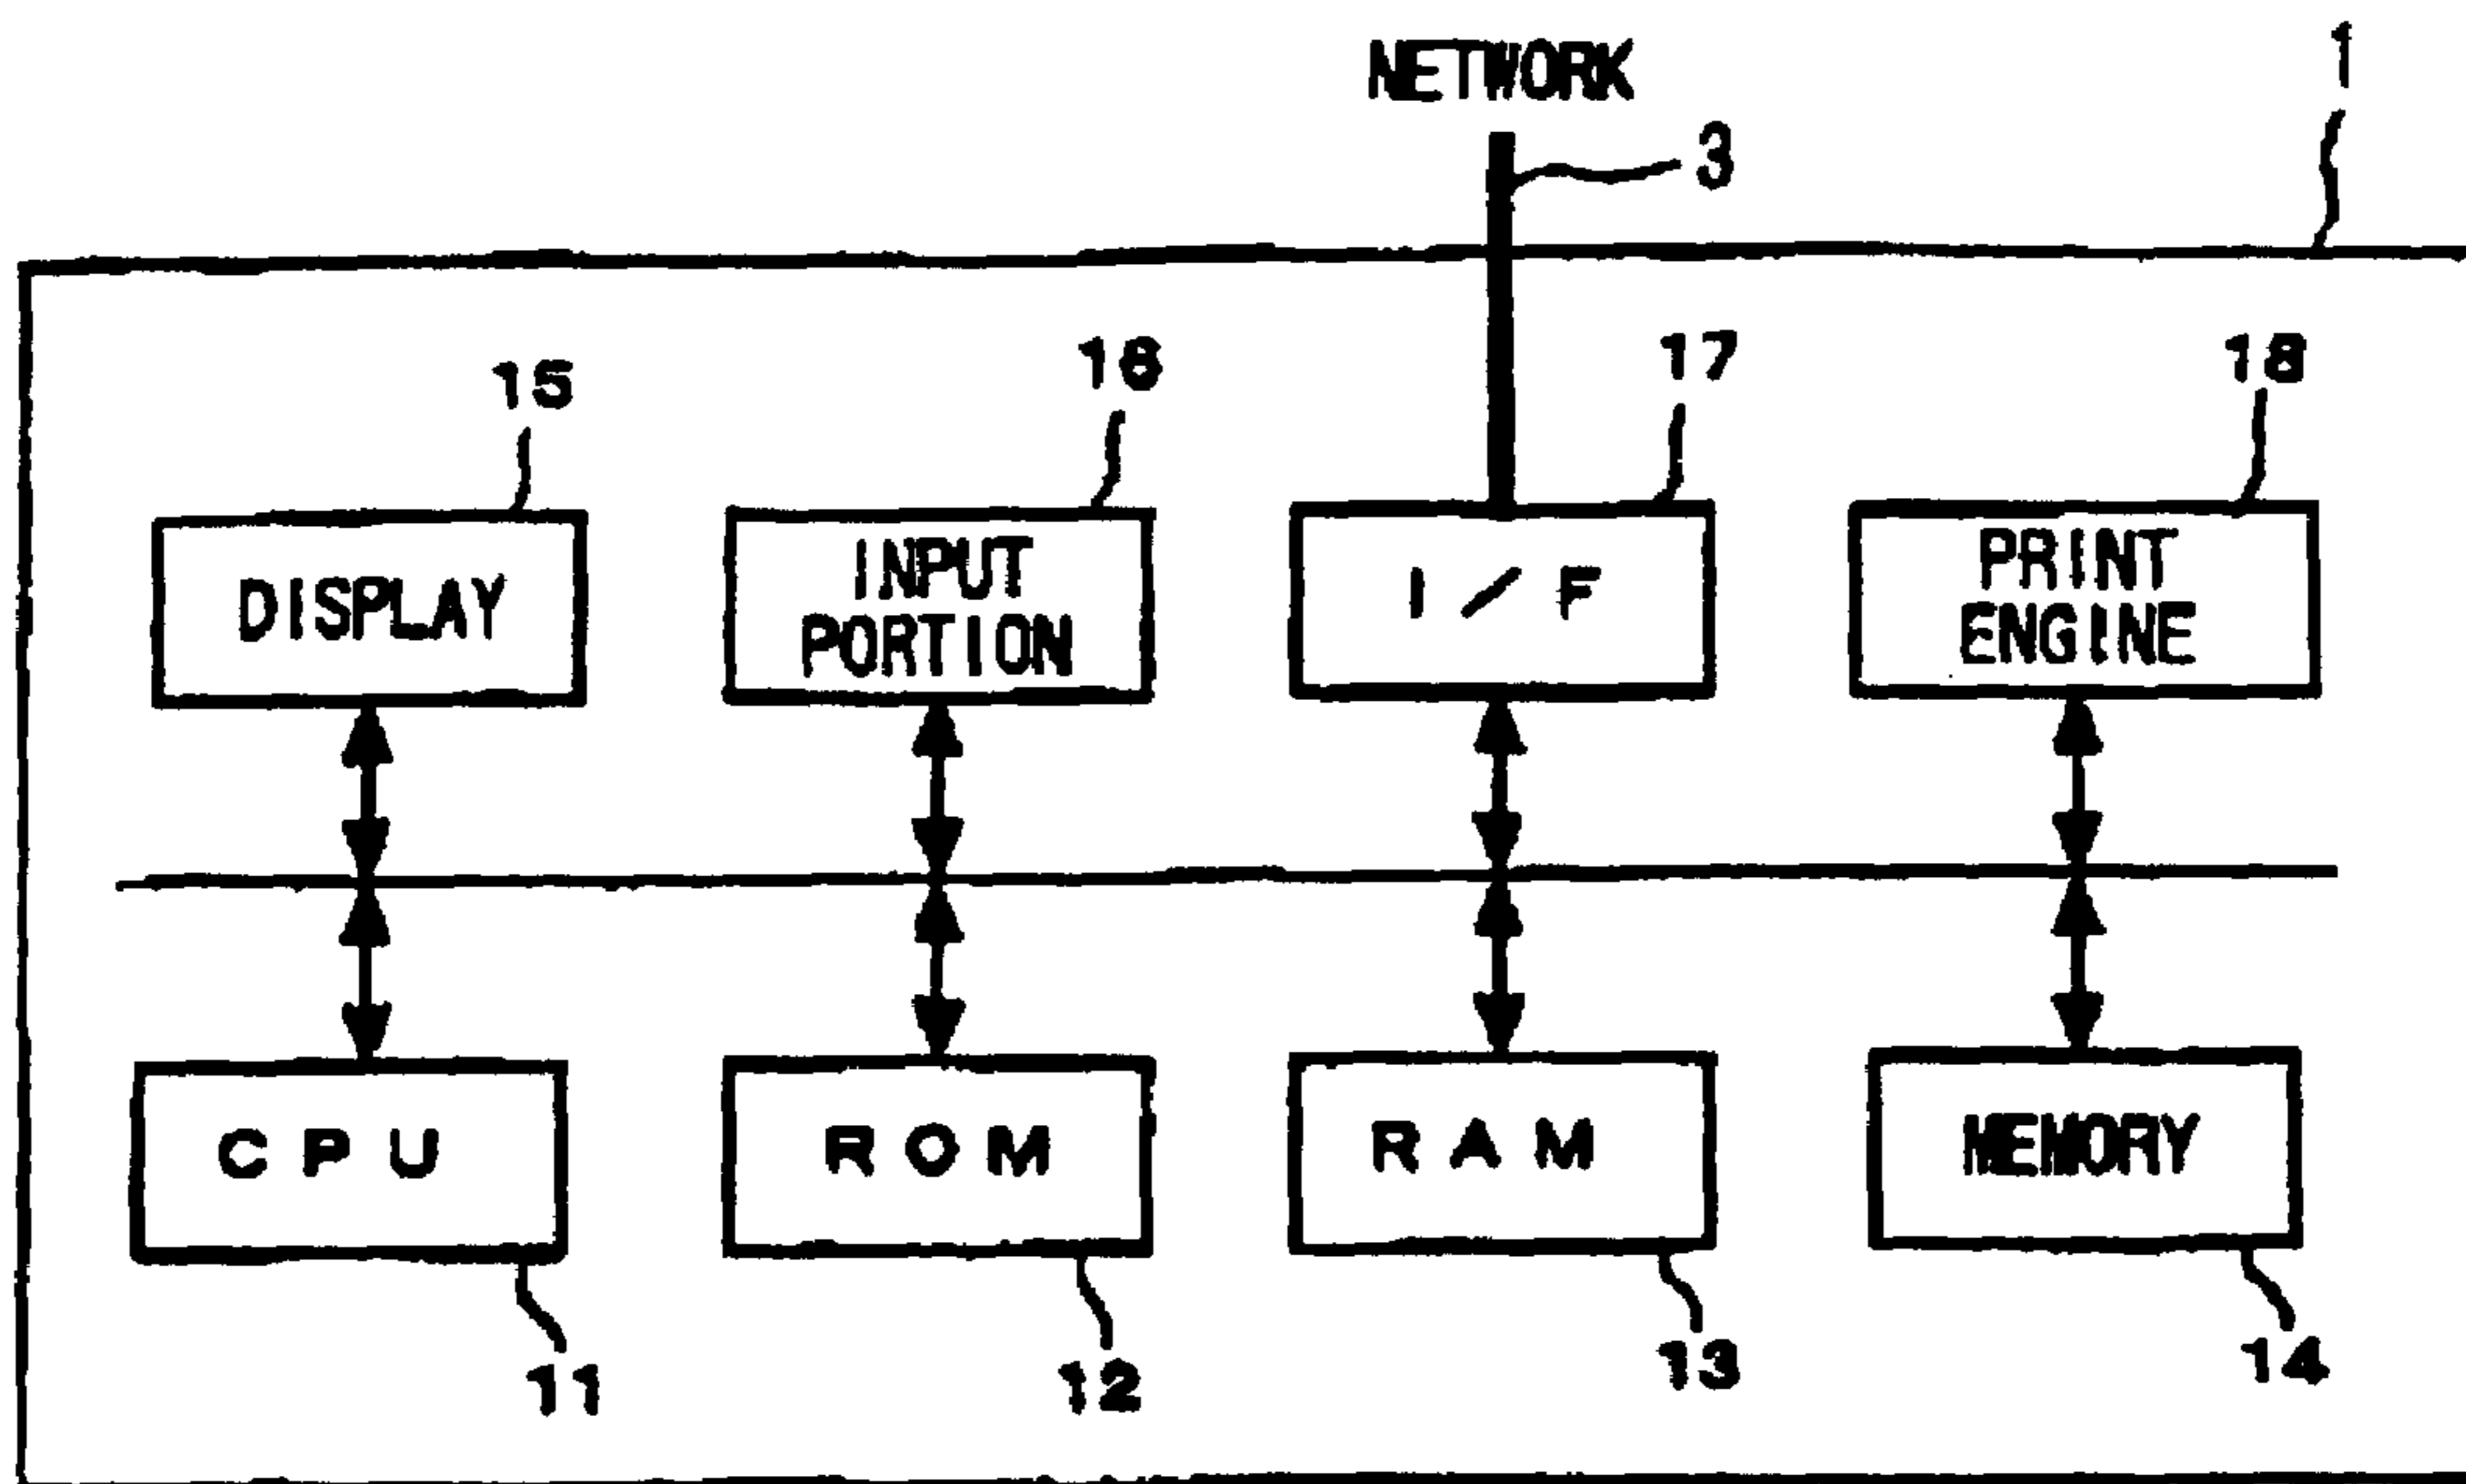 NETWORK
1
3
15
16
17
18
DISPLAY
INPUT
PORTION
I/F
PRINT
ENGINE
CPU
ROM
RAM
MEMORY
11
12
13
14